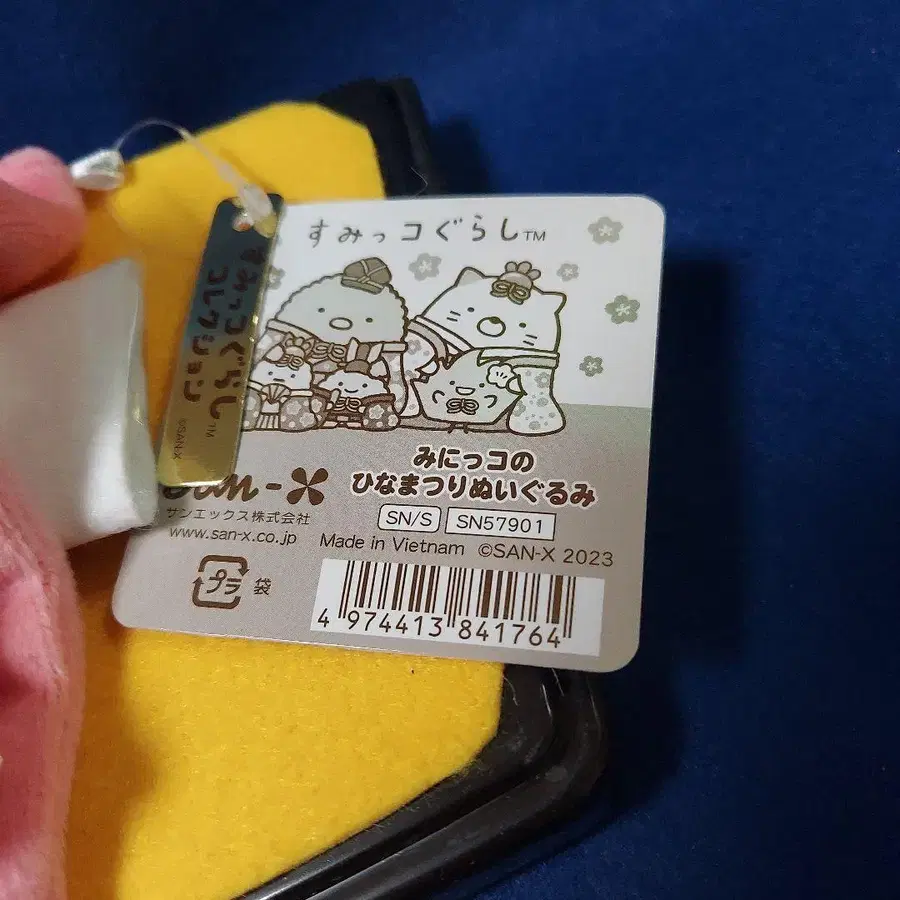 すみっコぐらしTM
すみっコぐらしTM
コレクション
©SAN-X
みにっコの
ひなまつりぬいぐるみ
San-X
サンエックス株式会社
www.san-x.co.jp
SN/S SN57901
Made in Vietnam ©SAN-X 2023
プラ 袋
4 974413 841764